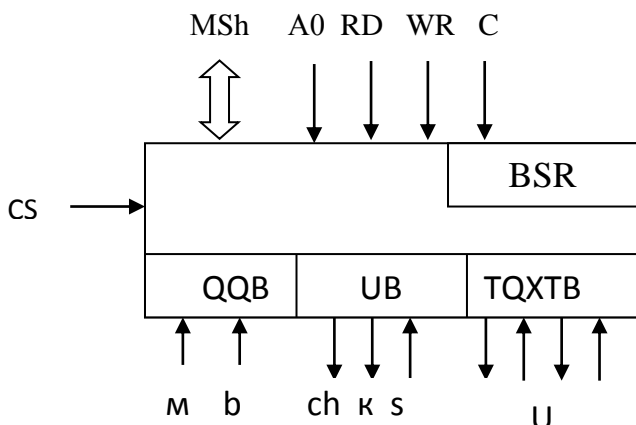 MSh A0 RD WR C
BSR
CS
QQB UB TQXTB
м b ch к s U